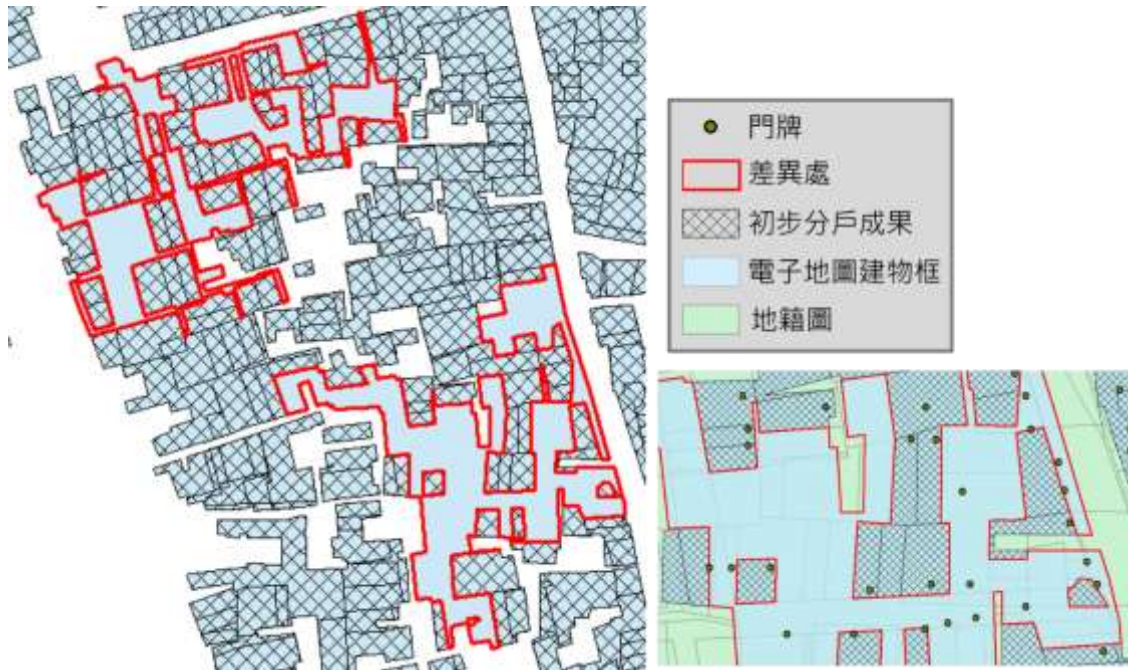 門牌
差異處
初步分戶成果
電子地圖建物框
地籍圖